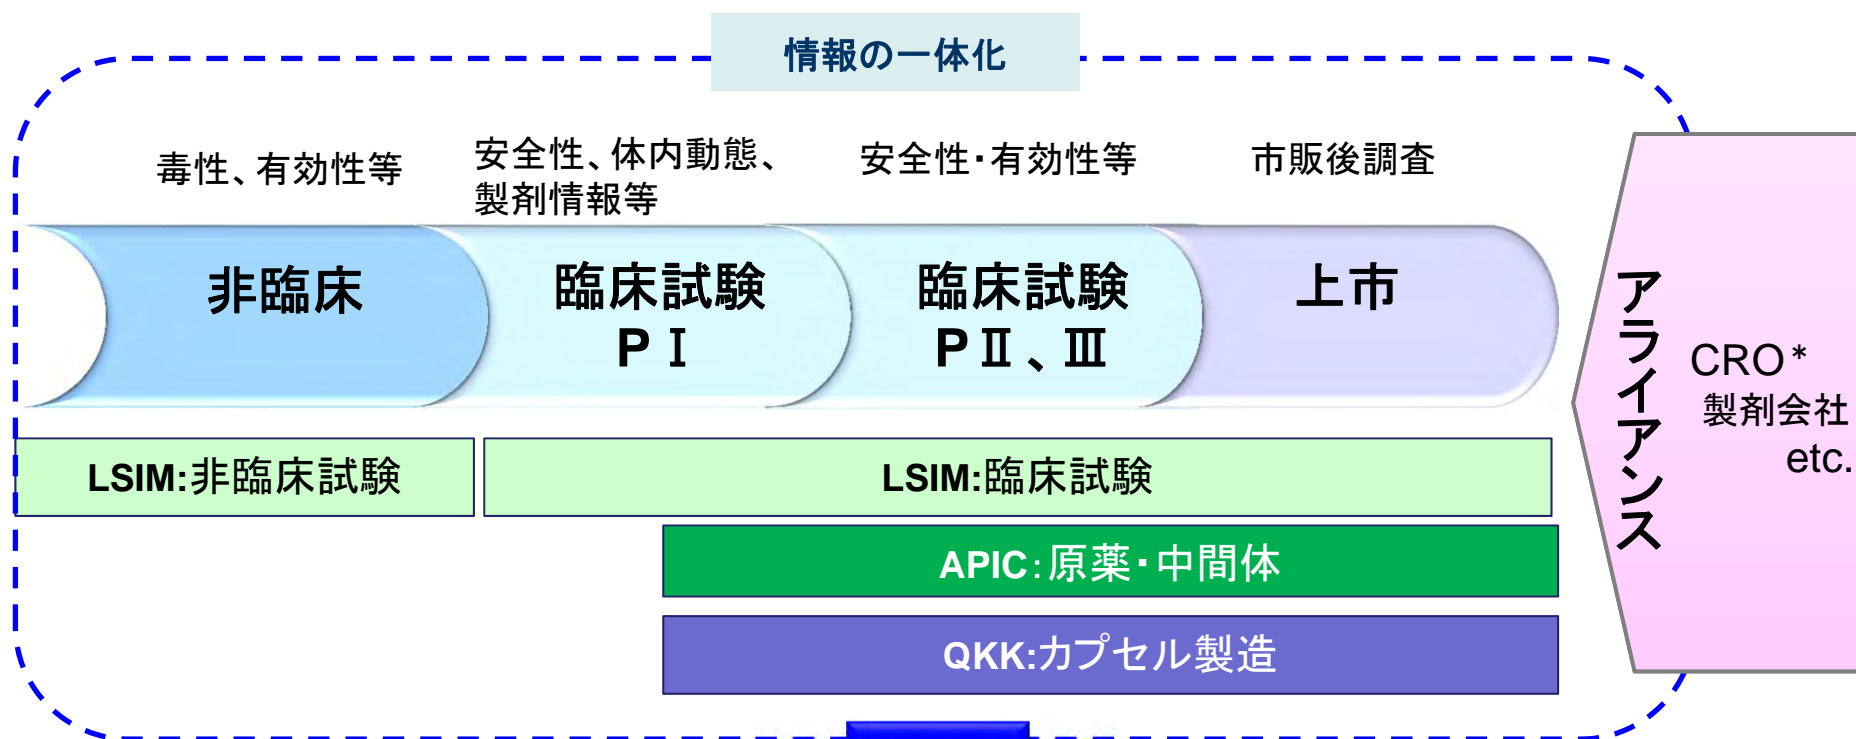 情報の一体化
毒性、有効性等
安全性、体内動態、
製剤情報等
安全性・有効性等
市販後調査
非臨床
臨床試験
PⅠ
臨床試験
PⅡ、Ⅲ
上市
アライアンス
CRO*
製剤会社
etc.
LSIM:非臨床試験
LSIM:臨床試験
APIC:原薬・中間体
QKK:カプセル製造